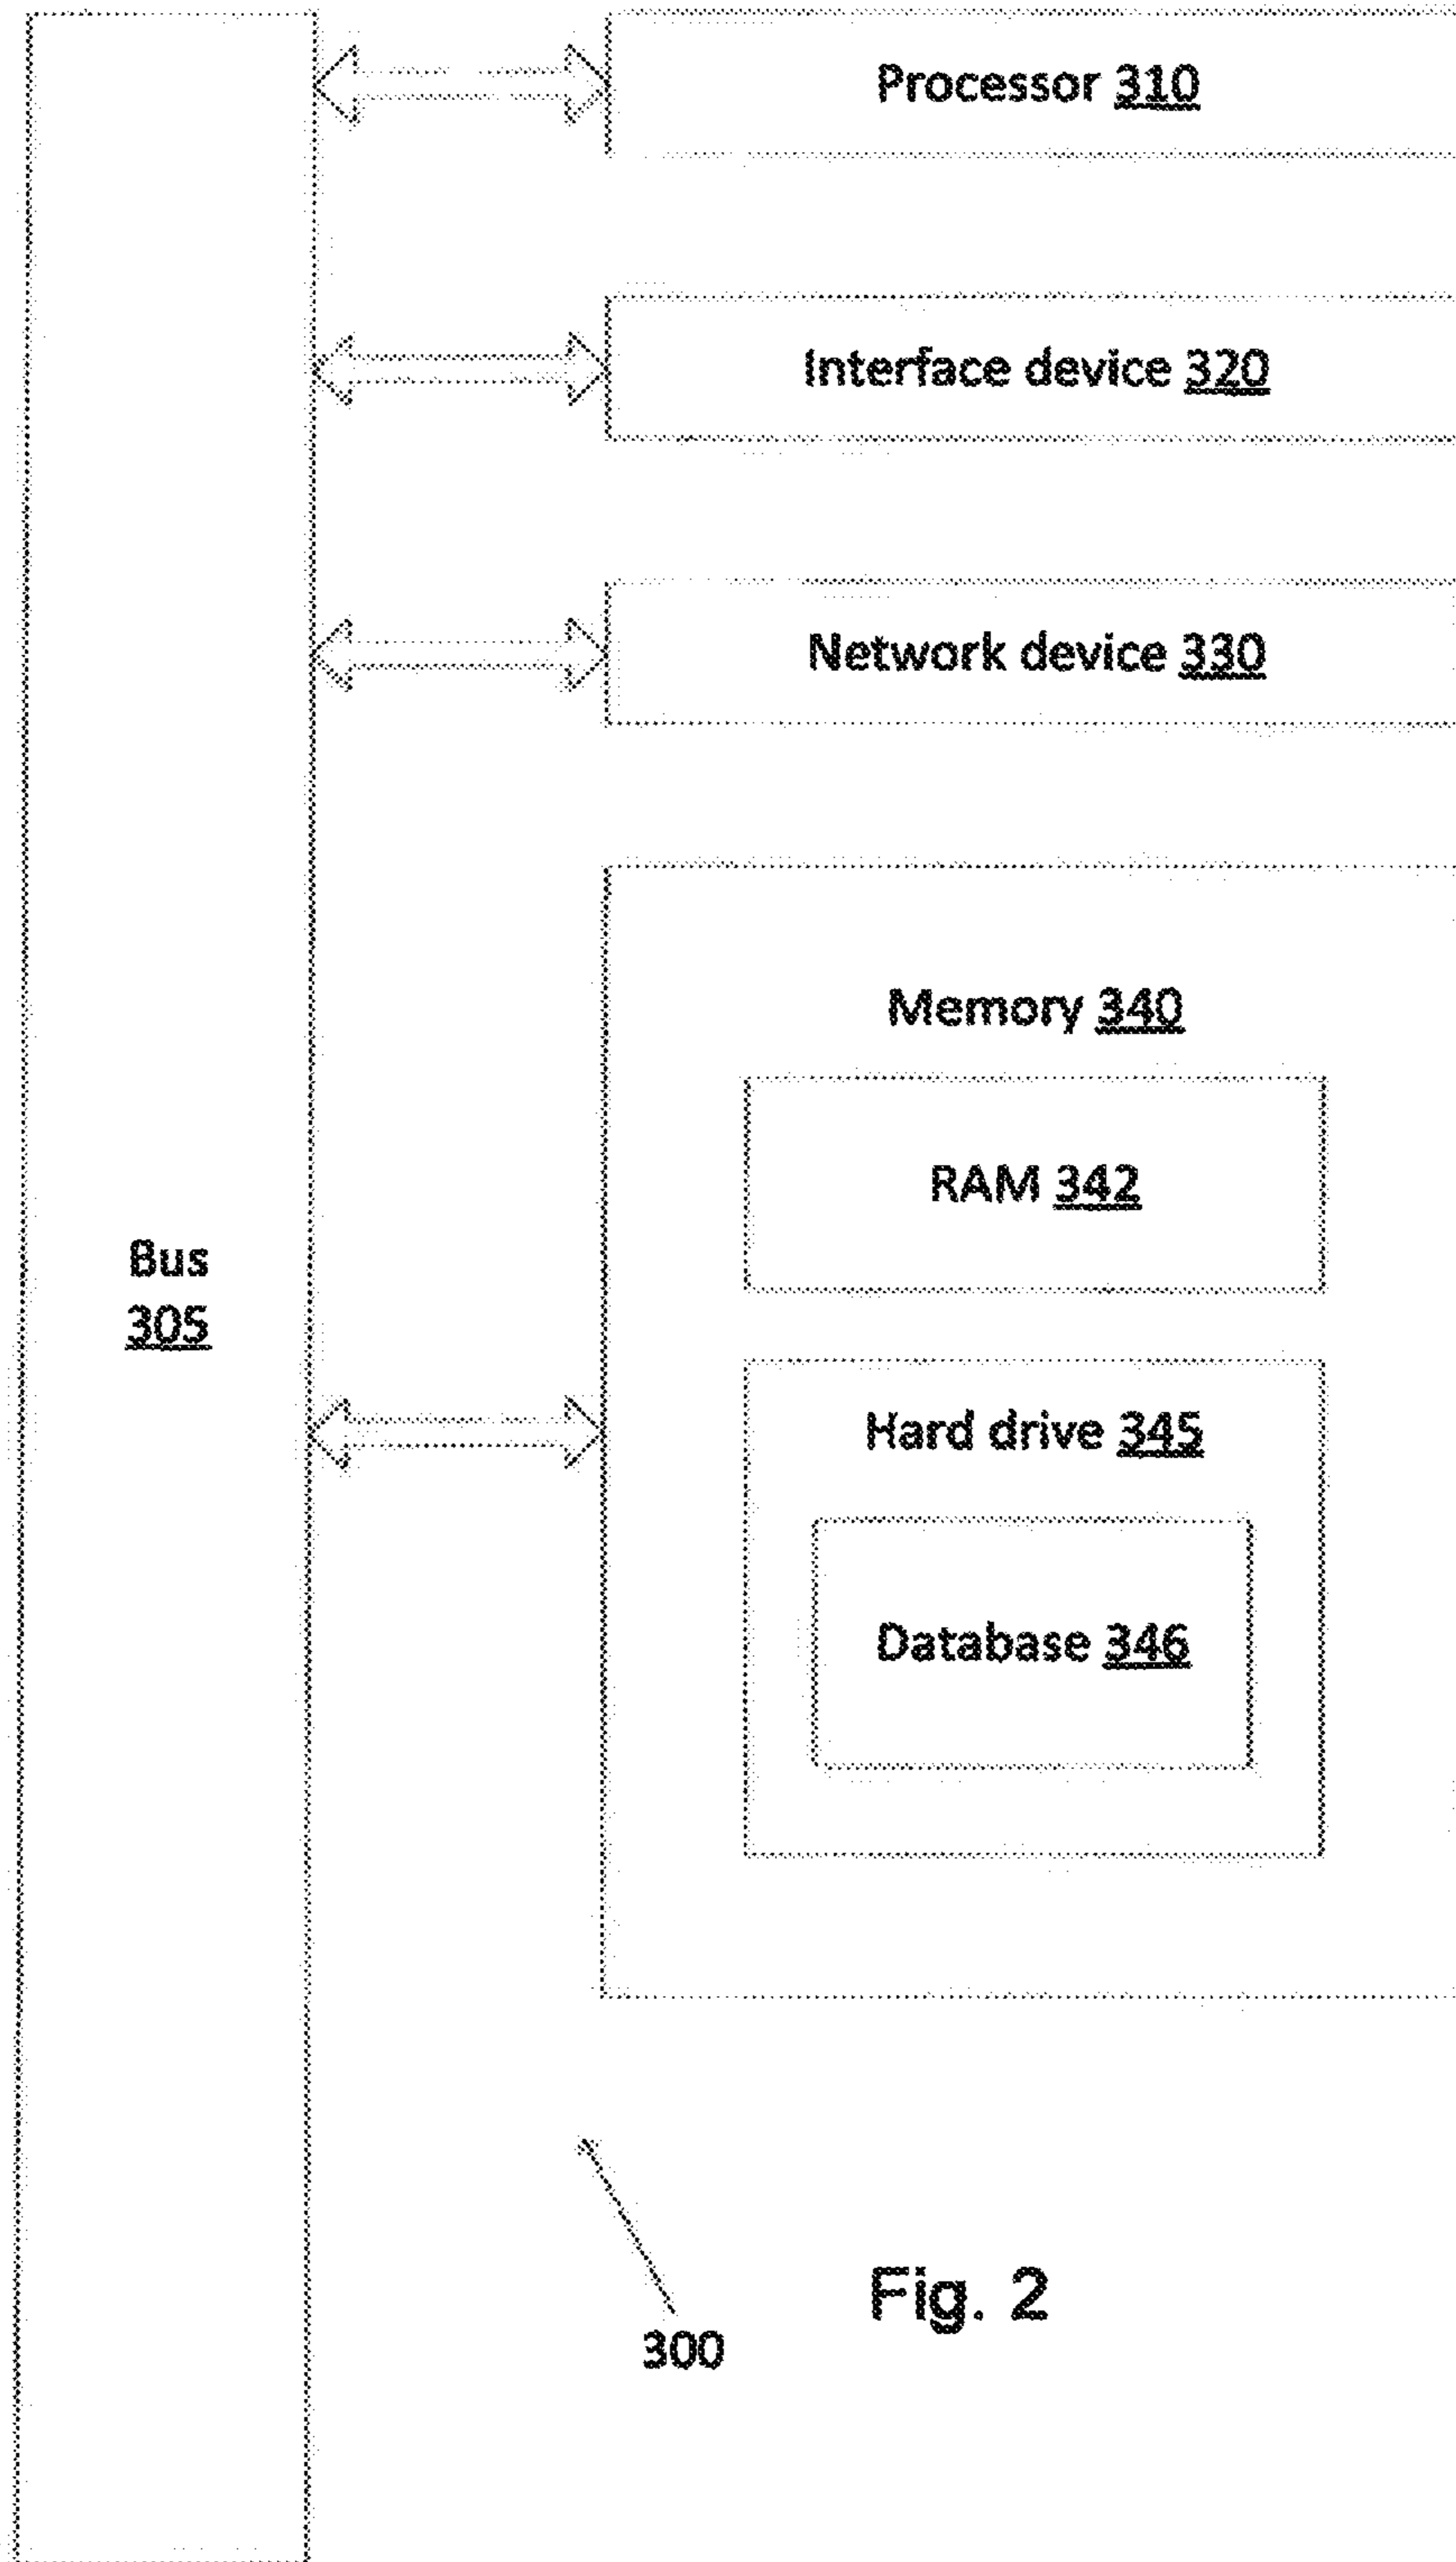 Processor 310
Interface device 320
Network device 330
Memory 340
RAM 342
Bus
305
Hard drive 345
Database 346
Fig. 2
300